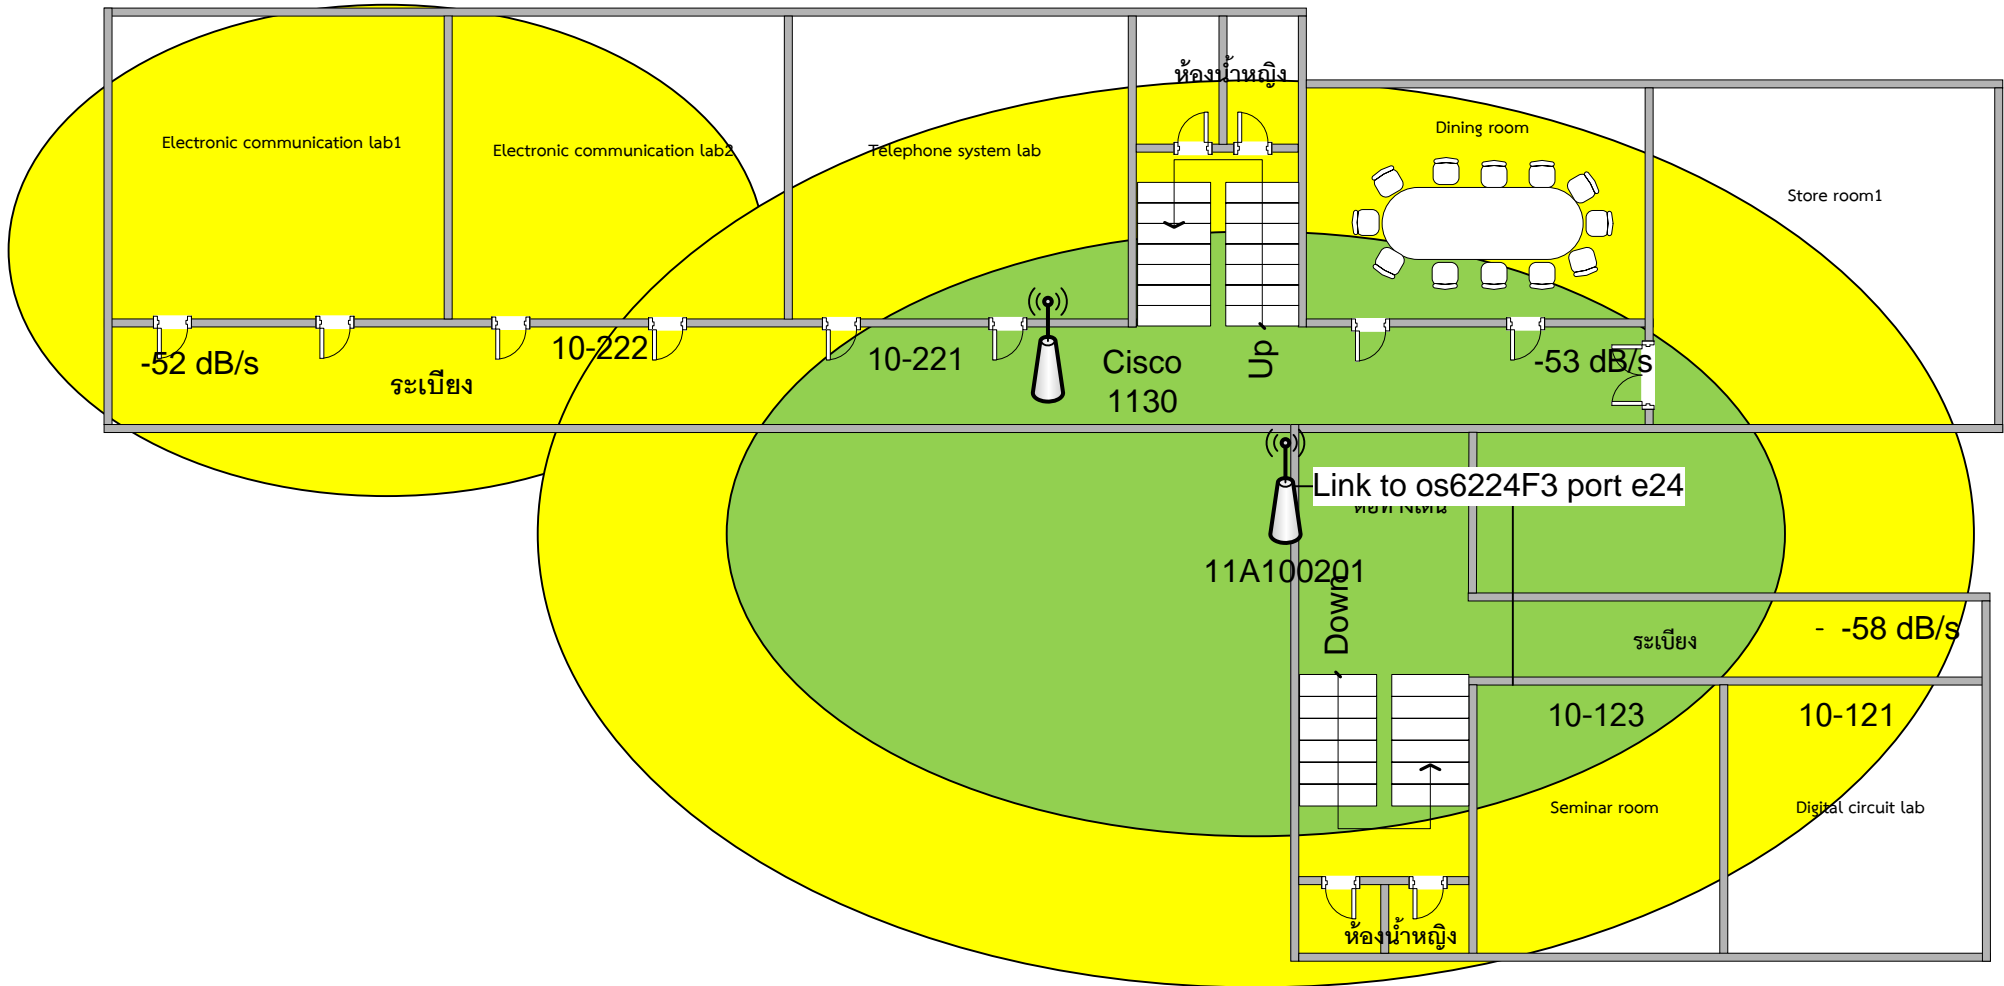 ห้องน้ำหญิง
Electronic communication lab1
Electronic communication lab2
Telephone system lab
Dining room
Store room1
-52 dB/s
ระเบียง
10-222
10-221
Cisco
1130
Up
-53 dB/s
Link to os6224F3 port e24
11A100201
Down
ระเบียง
- -58 dB/s
10-123
10-121
Seminar room
Digital circuit lab
ห้องน้ำหญิง